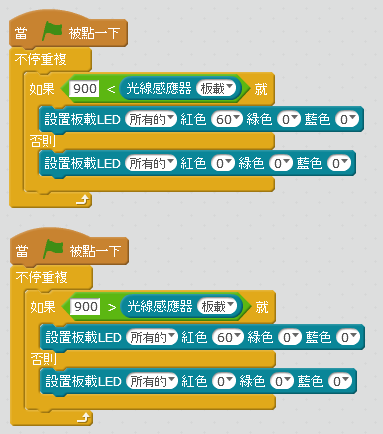 當 被點一下
不停重複
如果 900 < 光線感應器 板載 就
設置板載LED 所有的 紅色 60 綠色 0 藍色 0
否則
設置板載LED 所有的 紅色 0 綠色 0 藍色 0
當 被點一下
不停重複
如果 900 > 光線感應器 板載 就
設置板載LED 所有的 紅色 60 綠色 0 藍色 0
否則
設置板載LED 所有的 紅色 0 綠色 0 藍色 0